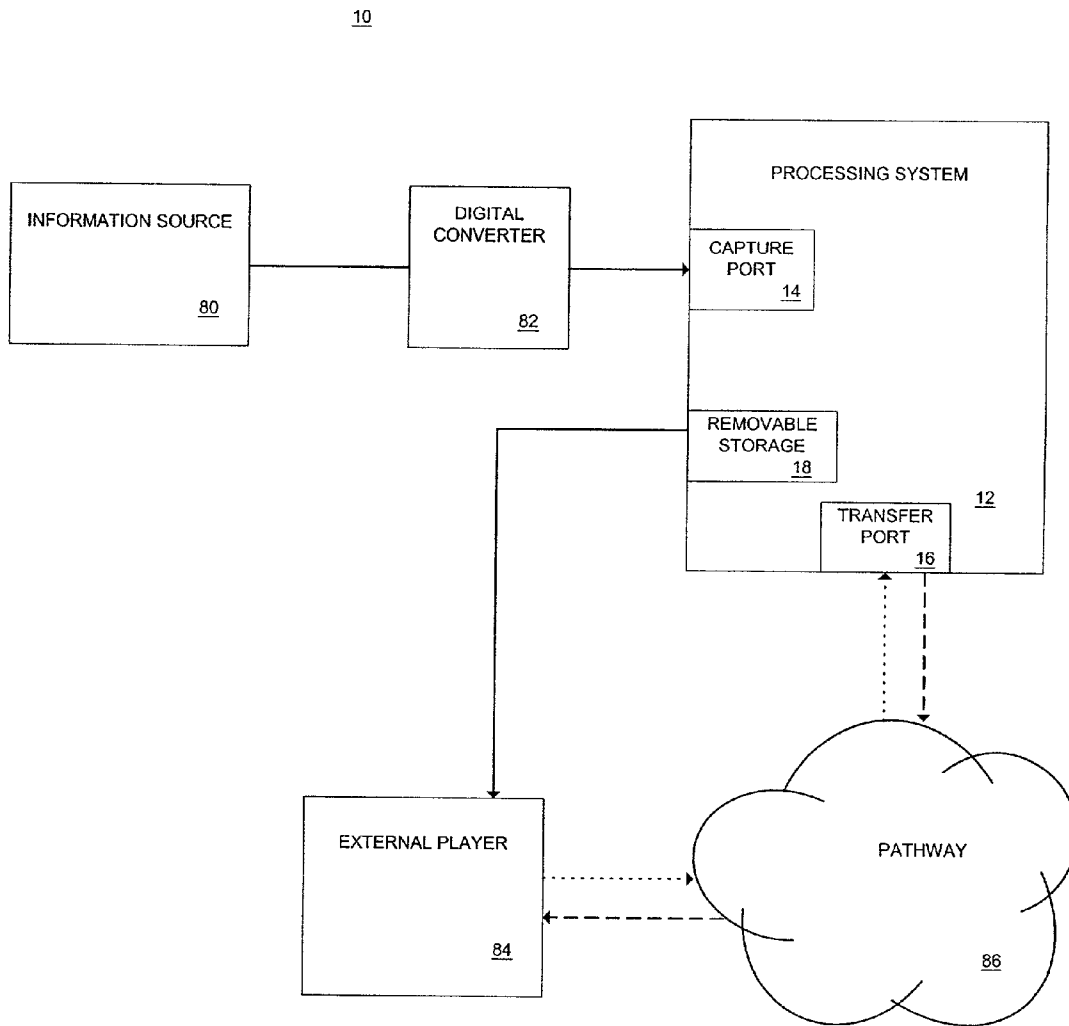 10
PROCESSING SYSTEM
INFORMATION SOURCE
80
DIGITAL
CONVERTER
82
CAPTURE
PORT
14
REMOVABLE
STORAGE
18
12
TRANSFER
PORT
16
EXTERNAL PLAYER
84
PATHWAY
86